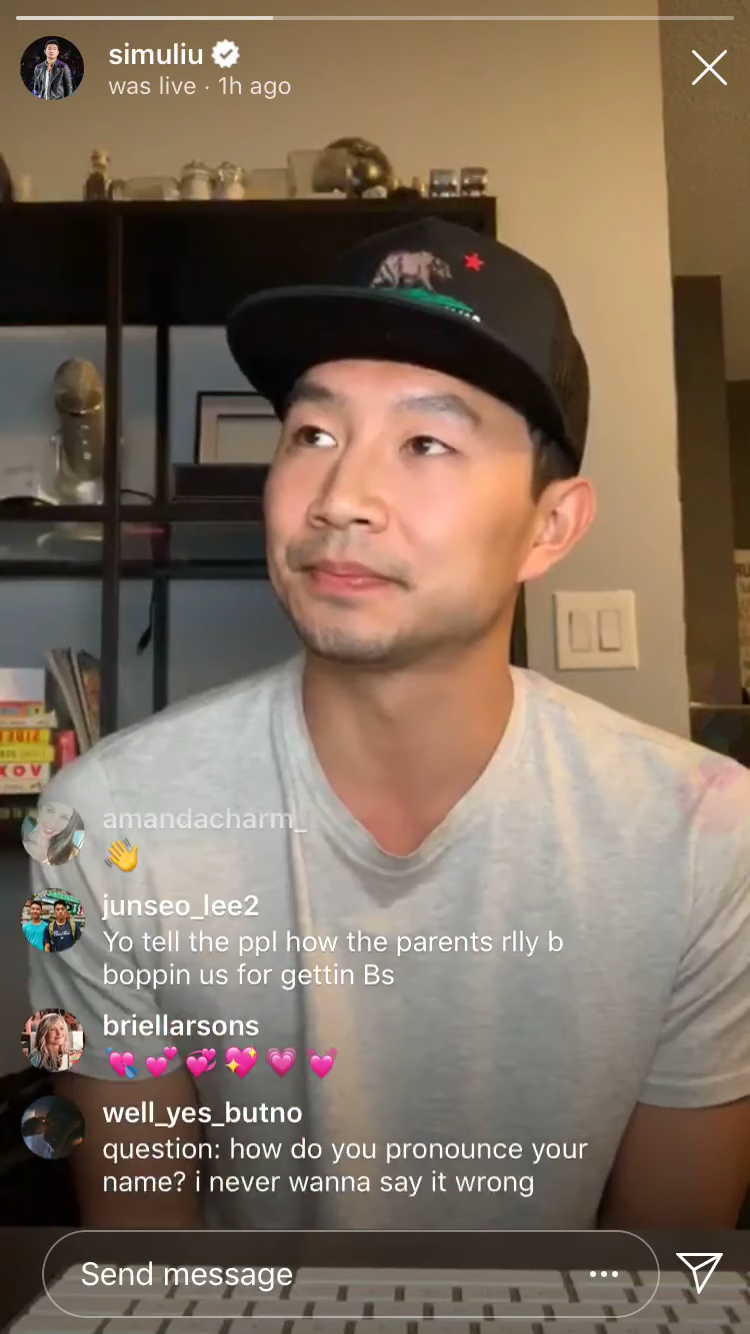 simuliu
was live · 1h ago
amandacharm_
👋
junseo_lee2
Yo tell the ppl how the parents rlly b
boppin us for gettin Bs
briellarsons
💘💕💞💖💗💓
well_yes_butno
question: how do you pronounce your
name? i never wanna say it wrong
Send message